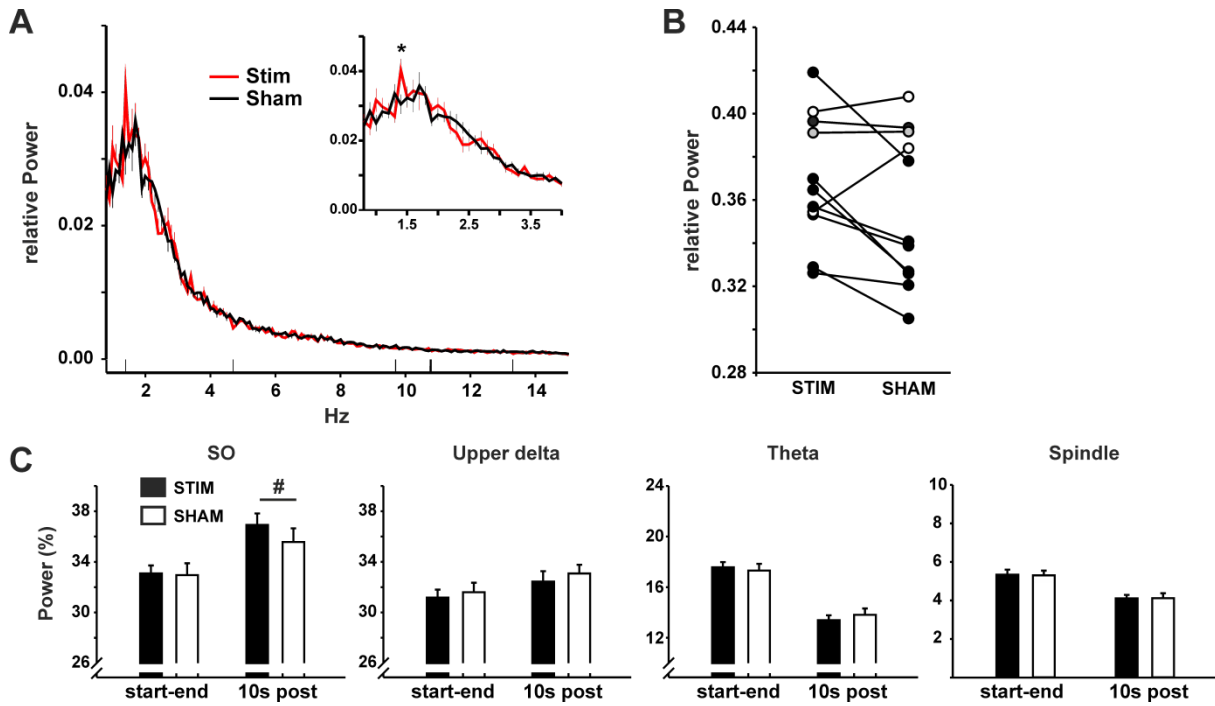 A
relative Power
0.04
0.02
0.00
Stim
Sham
2
4
6
8
10
12
14
Hz
*
0.04
0.02
0.00
1.5
2.5
3.5
B
relative Power
0.44
0.40
0.36
0.32
0.28
STIM
SHAM
C
SO
Power (%)
38
34
30
26
STIM
SHAM
#
start-end
10s post
Upper delta
38
34
30
26
start-end
10s post
Theta
24
20
16
12
start-end
10s post
Spindle
10
8
6
4
2
start-end
10s post